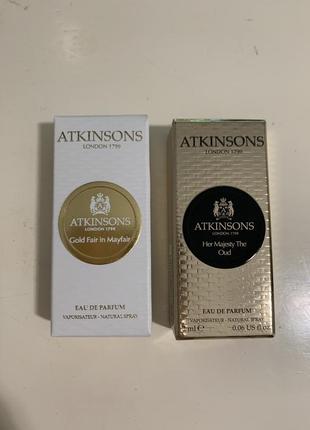 ATKINSONS
LONDON 1799
ATKINSONS
LONDON 1799
Gold Fair in Mayfair
EAU DE PARFUM
VAPORISATEUR - NATURAL SPRAY
ATKINSONS
LONDON 1799
ATKINSONS
LONDON 1799
Her Majesty The
Oud
EAU DE PARFUM
VAPORISATEUR - NATURAL SPRAY
ml e 0.06 US fl.oz.